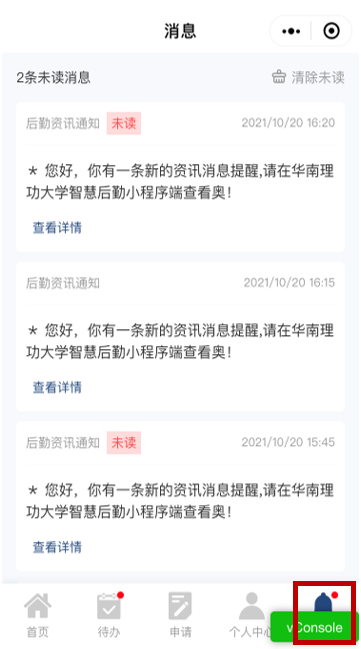 消息
2条未读消息 清除未读
后勤资讯通知 未读 2021/10/20 16:20
* 您好，你有一条新的资讯消息提醒,请在华南理
功大学智慧后勤小程序端查看奥！
查看详情
后勤资讯通知 2021/10/20 16:15
* 您好，你有一条新的资讯消息提醒,请在华南理
功大学智慧后勤小程序端查看奥！
查看详情
后勤资讯通知 未读 2021/10/20 15:45
* 您好，你有一条新的资讯消息提醒,请在华南理
功大学智慧后勤小程序端查看奥！
查看详情
首页 待办 申请 个人中心 vConsole